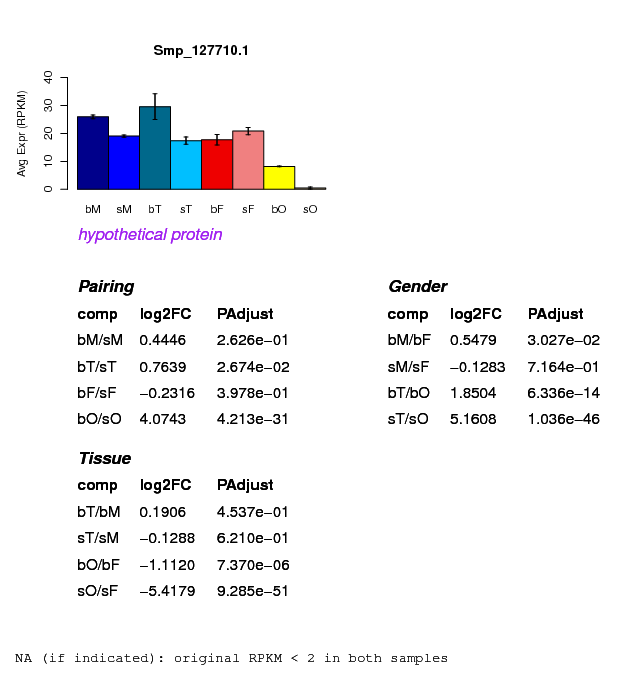 Smp_127710.1
Avg Expr (RPKM)
40
30
20
10
0
bM sM bT sT bF sF bO sO
hypothetical protein
Pairing
comp log2FC PAdjust
bM/sM 0.4446 2.626e−01
bT/sT 0.7639 2.674e−02
bF/sF −0.2316 3.978e−01
bO/sO 4.0743 4.213e−31
Gender
comp log2FC PAdjust
bM/bF 0.5479 3.027e−02
sM/sF −0.1283 7.164e−01
bT/bO 1.8504 6.336e−14
sT/sO 5.1608 1.036e−46
Tissue
comp log2FC PAdjust
bT/bM 0.1906 4.537e−01
sT/sM −0.1288 6.210e−01
bO/bF −1.1120 7.370e−06
sO/sF −5.4179 9.285e−51
NA (if indicated): original RPKM < 2 in both samples